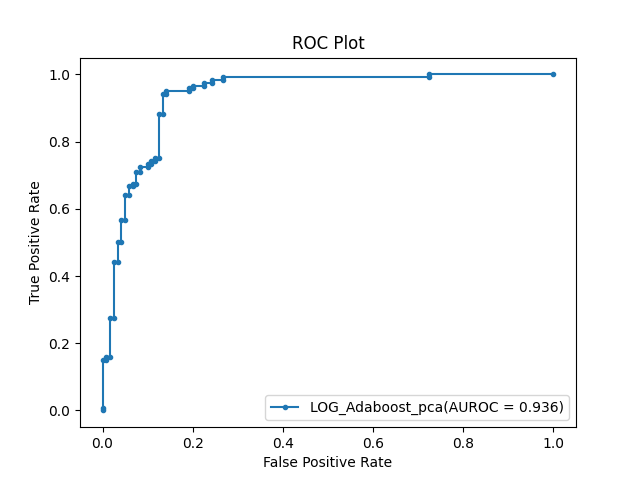 ROC Plot
1.0
0.8
0.6
0.4
0.2
0.0
True Positive Rate
LOG_Adaboost_pca(AUROC = 0.936)
0.0 0.2 0.4 0.6 0.8 1.0
False Positive Rate